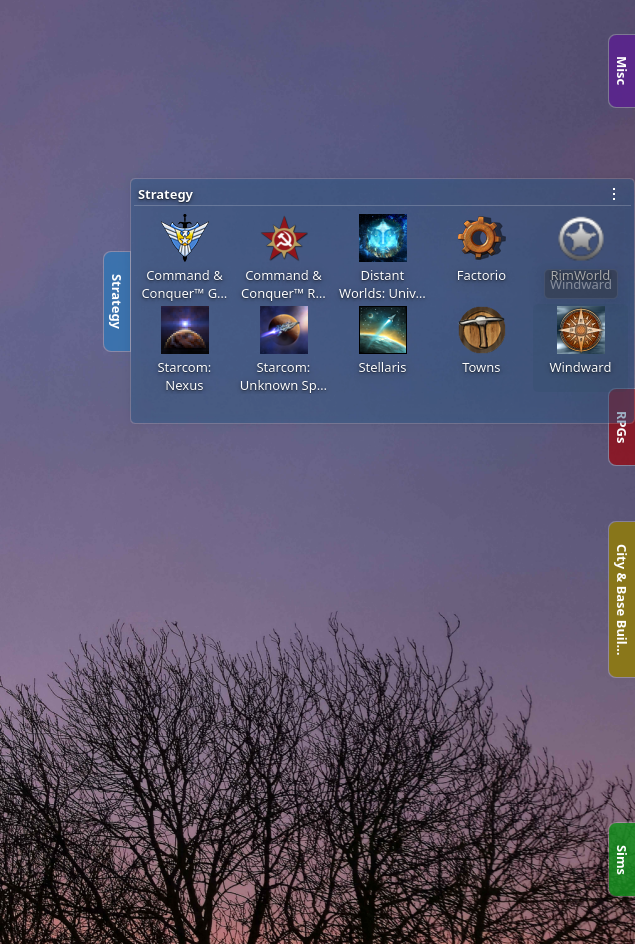 Misc
Strategy
Strategy
Command &
Conquer™ G...
Command &
Conquer™ R...
Distant
Worlds: Univ...
Factorio
RimWorld
Windward
Starcom:
Nexus
Starcom:
Unknown Sp...
Stellaris
Towns
Windward
RPGs
City & Base Buil...
Sims